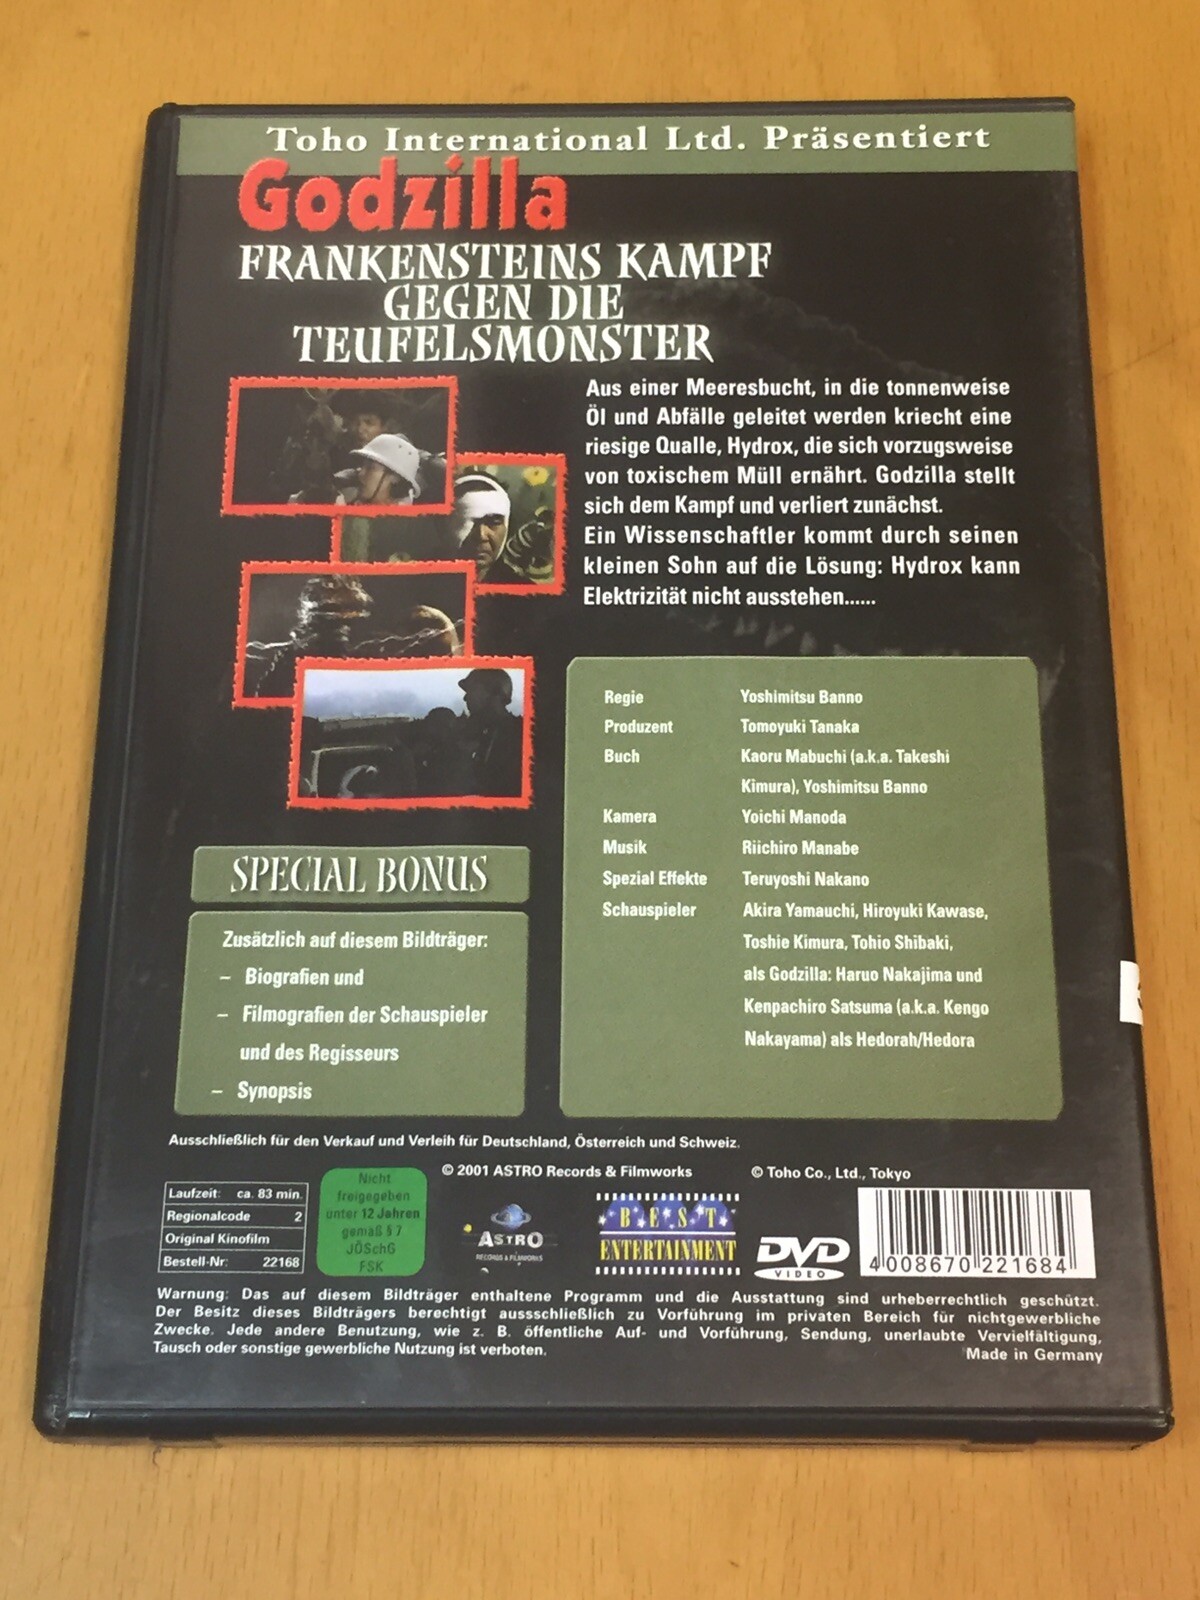 Toho International Ltd. Präsentiert
Godzilla
FRANKENSTEINS KAMPF
GEGEN DIE
TEUFELSMONSTER
Aus einer Meeresbucht, in die tonnenweise
Öl und Abfälle geleitet werden kriecht eine
riesige Qualle, Hydrox, die sich vorzugsweise
von toxischem Müll ernährt. Godzilla stellt
sich dem Kampf und verliert zunächst.
Ein Wissenschaftler kommt durch seinen
kleinen Sohn auf die Lösung: Hydrox kann
Elektrizität nicht ausstehen......
Regie Yoshimitsu Banno
Produzent Tomoyuki Tanaka
Buch Kaoru Mabuchi (a.k.a. Takeshi
Kimura), Yoshimitsu Banno
Kamera Yoichi Manoda
Musik Riichiro Manabe
Spezial Effekte Teruyoshi Nakano
Schauspieler Akira Yamauchi, Hiroyuki Kawase,
Toshie Kimura, Tohio Shibaki,
als Godzilla: Haruo Nakajima und
Kenpachiro Satsuma (a.k.a. Kengo
Nakayama) als Hedorah/Hedora
SPECIAL BONUS
Zusätzlich auf diesem Bildträger:
– Biografien und
– Filmografien der Schauspieler
und des Regisseurs
– Synopsis
Ausschließlich für den Verkauf und Verleih für Deutschland, Österreich und Schweiz.
© 2001 ASTRO Records & Filmworks © Toho Co., Ltd., Tokyo
Laufzeit: ca. 83 min.
Regionalcode 2
Original Kinofilm
Bestell-Nr: 22168
Nicht
freigegeben
unter 12 Jahren
gemäß § 7
JÖSchG
FSK
ASTRO
RECORDS & FILMWORKS
BEST
ENTERTAINMENT
DVD
VIDEO
4 008670 221684
Warnung: Das auf diesem Bildträger enthaltene Programm und die Ausstattung sind urheberrechtlich geschützt.
Der Besitz dieses Bildträgers berechtigt aussschließlich zu Vorführung im privaten Bereich für nichtgewerbliche
Zwecke. Jede andere Benutzung, wie z. B. öffentliche Auf- und Vorführung, Sendung, unerlaubte Vervielfältigung,
Tausch oder sonstige gewerbliche Nutzung ist verboten.
Made in Germany